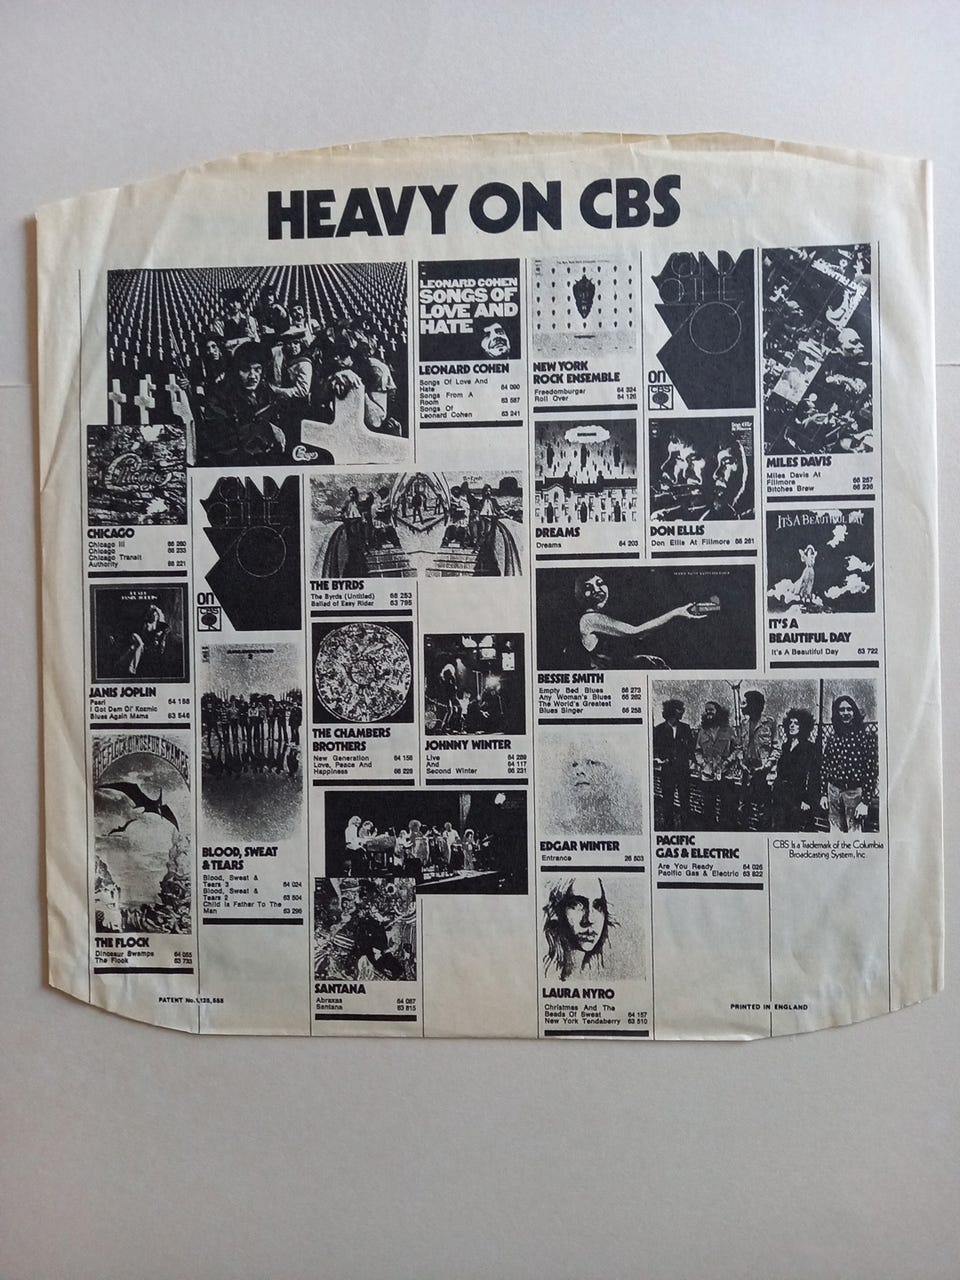 HEAVY ON CBS
LEONARD COHEN
SONGS OF
LOVE AND
HATE
LEONARD COHEN
Songs Of Love And
Hate 64 090
Songs From A
Room 63 587
Songs Of
Leonard Cohen 63 241
NEW YORK
ROCK ENSEMBLE
Freedomburger 64 324
Roll Over 64 126
on
CBS
MILES DAVIS
Miles Davis At
Fillmore 66 257
Bitches Brew 66 236
Chicago
CHICAGO
Chicago III 66 260
Chicago 66 233
Chicago Transit
Authority 66 221
on
CBS
THE BYRDS
The Byrds (Untitled) 66 253
Ballad of Easy Rider 63 795
DREAMS
Dreams 64 203
DON ELLIS
Don Ellis At Fillmore 66 261
IT'S A BEAUTIFUL DAY
IT'S A
BEAUTIFUL DAY
It's A Beautiful Day 63 722
PEARL
JANIS JOPLIN
JANIS JOPLIN
Pearl 64 188
I Got Dem Ol' Kozmic
Blues Again Mama 63 546
THE CHAMBERS
BROTHERS
New Generation 64 156
Love, Peace And
Happiness 66 228
JOHNNY WINTER
Live 64 289
And 64 117
Second Winter 66 231
BESSIE SMITH
Empty Bed Blues 66 273
Any Woman's Blues 66 262
The World's Greatest
Blues Singer 66 258
THE FLOCK DINOSAUR SWAMPS
THE FLOCK
Dinosaur Swamps 64 055
The Flock 63 733
BLOOD, SWEAT
& TEARS
Blood, Sweat &
Tears 3 64 024
Blood, Sweat &
Tears 2 63 504
Child Is Father To The
Man 63 296
EDGAR WINTER
Entrance
PACIFIC
GAS & ELECTRIC
Are You Ready 64 026
Pacific Gas & Electric 63 822
CBS Is a Trademark of the Columbia
Broadcasting System, Inc.
SANTANA
Abraxas 64 087
Santana 63 815
LAURA NYRO
Christmas And The
Beads Of Sweat 64 157
New York Tendaberry 63 510
PATENT No. 1,125,555
PRINTED IN ENGLAND